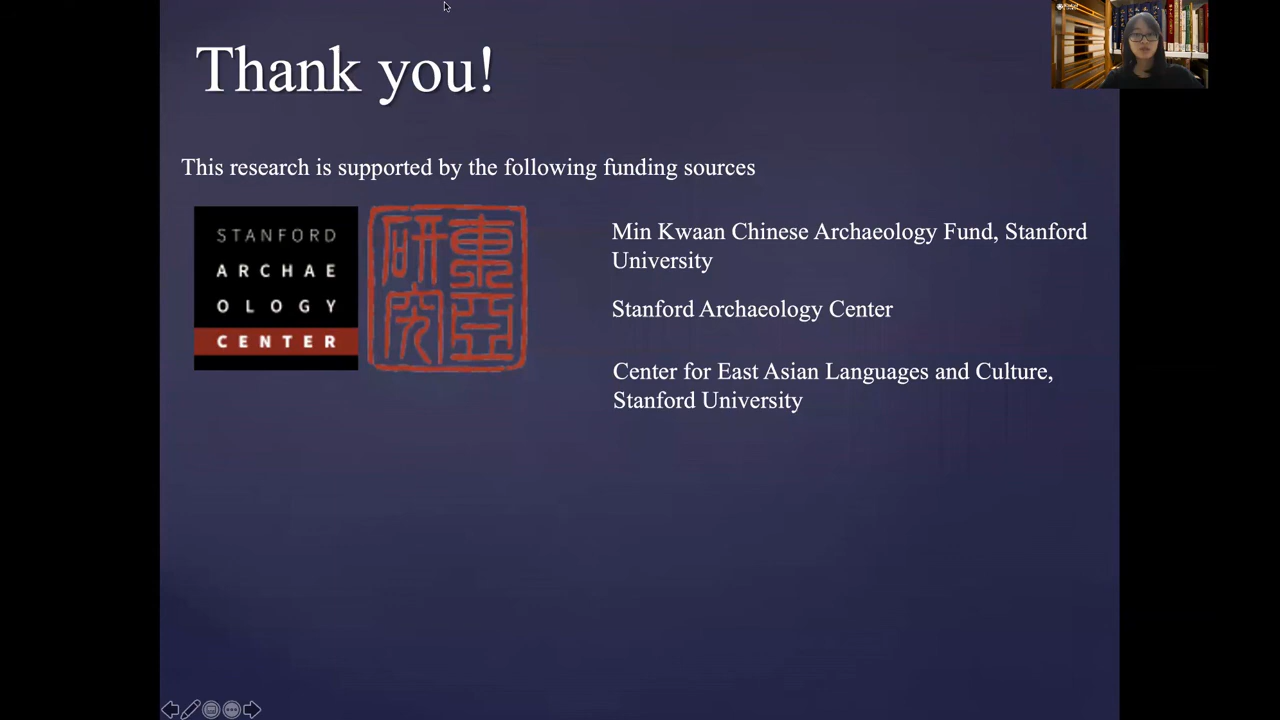 Thank you!
This research is supported by the following funding sources
STANFORD
ARCHAE
OLOGY
CENTER
東亞
研究
Min Kwaan Chinese Archaeology Fund, Stanford
University
Stanford Archaeology Center
Center for East Asian Languages and Culture,
Stanford University